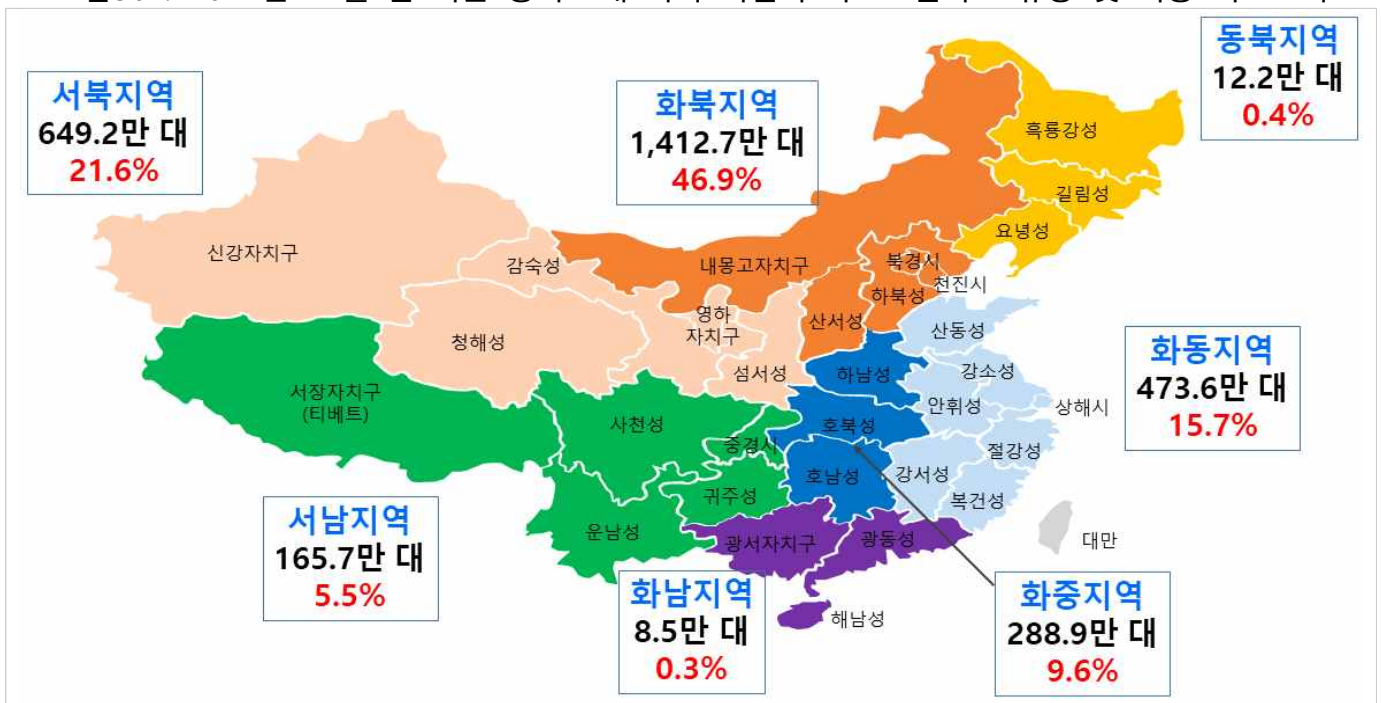 동북지역
12.2만 대
0.4%
서북지역
649.2만 대
21.6%
화북지역
1,412.7만 대
46.9%
흑룡강성
길림성
요녕성
신강자치구
감숙성
내몽고자치구
북경시
천진시
하북성
영하
자치구
산서성
산동성
청해성
섬서성
하남성
강소성
화동지역
473.6만 대
15.7%
서장자치구
(티베트)
사천성
안휘성
상해시
호북성
중경시
절강성
호남성
강서성
귀주성
복건성
서남지역
165.7만 대
5.5%
운남성
광서자치구
광동성
대만
화남지역
8.5만 대
0.3%
해남성
화중지역
288.9만 대
9.6%